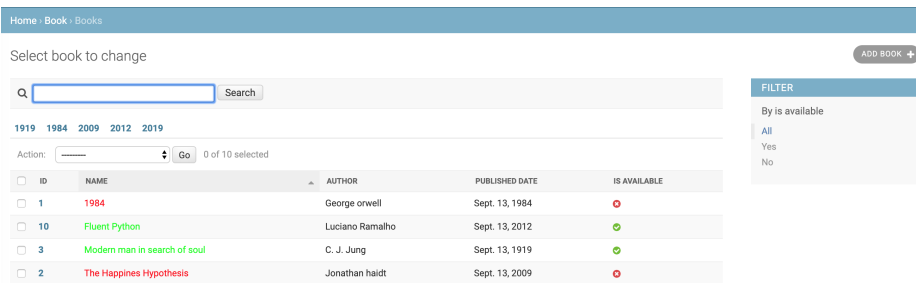 Home › Book › Books
Select book to change
ADD BOOK +
Search
FILTER
By is available
All
Yes
No
1919 1984 2009 2012 2019
Action: --------- Go 0 of 10 selected
ID NAME AUTHOR PUBLISHED DATE IS AVAILABLE
1 1984 George orwell Sept. 13, 1984
10 Fluent Python Luciano Ramalho Sept. 13, 2012
3 Modern man in search of soul C. J. Jung Sept. 13, 1919
2 The Happines Hypothesis Jonathan haidt Sept. 13, 2009